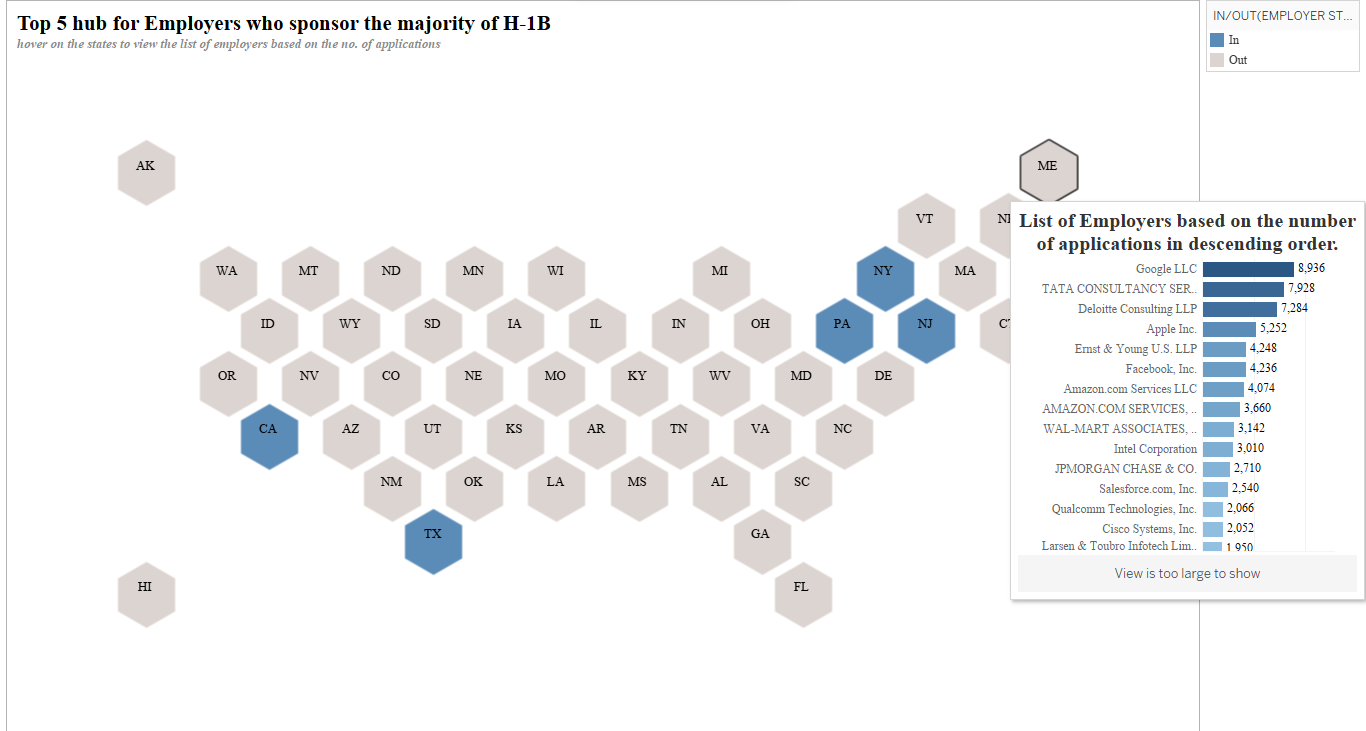 Top 5 hub for Employers who sponsor the majority of H-1B
hover on the states to view the list of employers based on the no. of applications
IN/OUT(EMPLOYER ST...
In
Out
AK
ME
VT
WA
MT
ND
MN
WI
MI
NY
MA
ID
WY
SD
IA
IL
IN
OH
PA
NJ
OR
NV
CO
NE
MO
KY
WV
MD
DE
CA
AZ
UT
KS
AR
TN
VA
NC
NM
OK
LA
MS
AL
SC
TX
GA
HI
FL
List of Employers based on the number
of applications in descending order.
Google LLC 8,936
TATA CONSULTANCY SER.. 7,928
Deloitte Consulting LLP 7,284
Apple Inc. 5,252
Ernst & Young U.S. LLP 4,248
Facebook, Inc. 4,236
Amazon.com Services LLC 4,074
AMAZON.COM SERVICES, .. 3,660
WAL-MART ASSOCIATES, .. 3,142
Intel Corporation 3,010
JPMORGAN CHASE & CO. 2,710
Salesforce.com, Inc. 2,540
Qualcomm Technologies, Inc. 2,066
Cisco Systems, Inc. 2,052
Larsen & Toubro Infotech Lim.. 1,950
View is too large to show